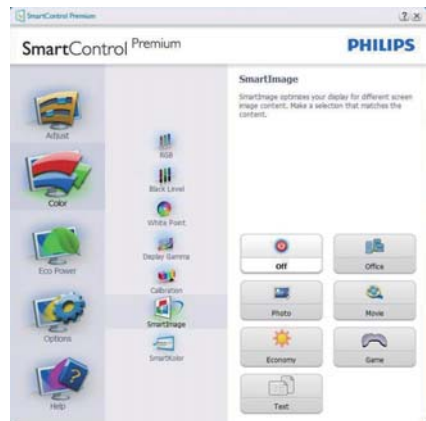 SmartControl Premium
SmartControl Premium
PHILIPS
Adjust
Color
Eco Power
Options
Help
RGB
Black Level
White Point
Display Gamma
Calibration
SmartImage
SmartKolor
SmartImage
SmartImage optimizes your display for different screen
image content. Make a selection that matches the
content.
Off
Office
Photo
Movie
Economy
Game
Text